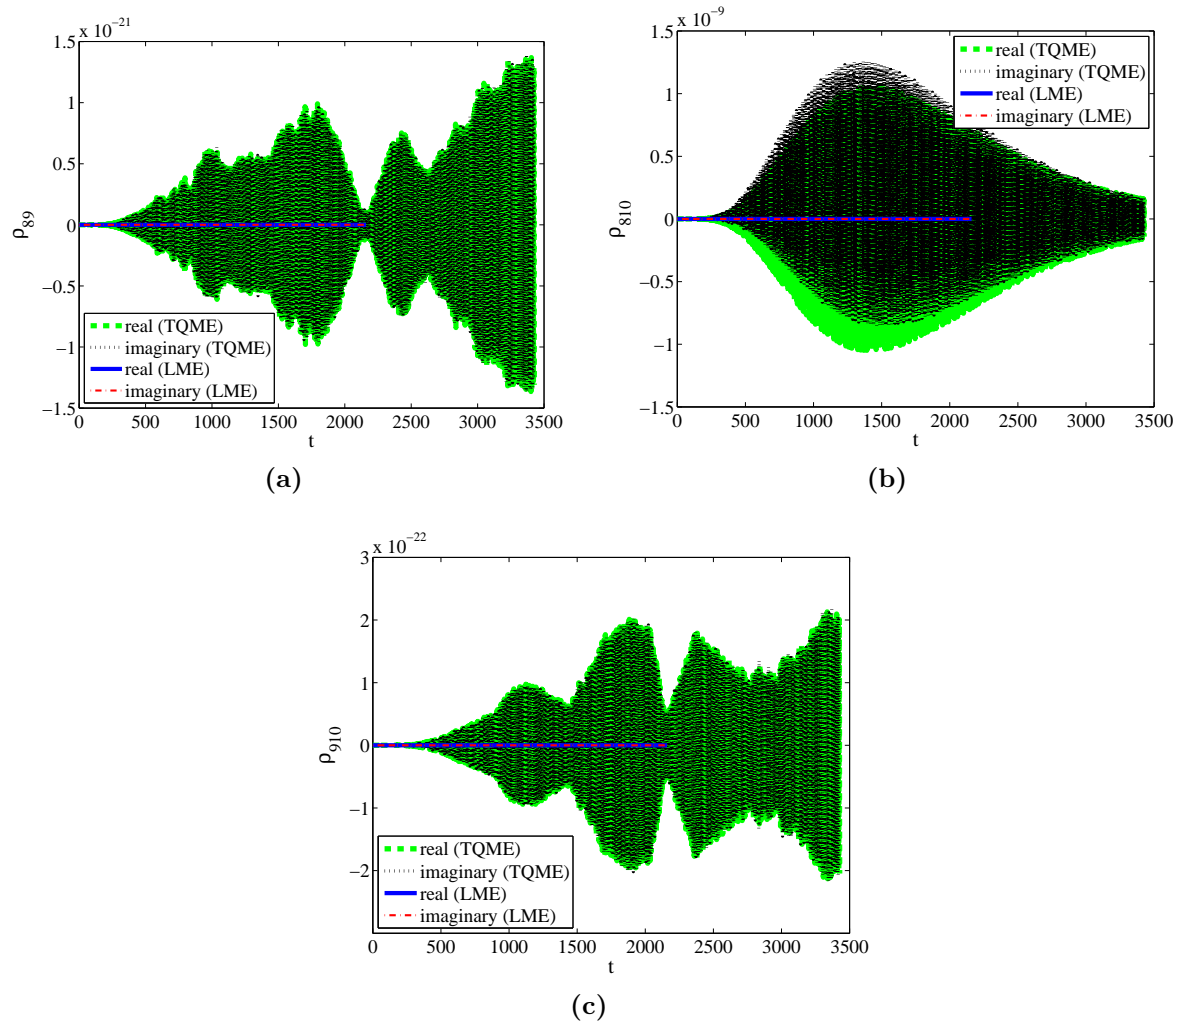 x 10⁻²¹
1.5
1
0.5
0
−0.5
−1
−1.5
ρ₈₉
real (TQME)
imaginary (TQME)
real (LME)
imaginary (LME)
0 500 1000 1500 2000 2500 3000 3500
t
(a)
x 10⁻⁹
1.5
1
0.5
0
−0.5
−1
−1.5
ρ₈₁₀
real (TQME)
imaginary (TQME)
real (LME)
imaginary (LME)
0 500 1000 1500 2000 2500 3000 3500
t
(b)
x 10⁻²²
3
2
1
0
−1
−2
ρ₉₁₀
real (TQME)
imaginary (TQME)
real (LME)
imaginary (LME)
0 500 1000 1500 2000 2500 3000 3500
t
(c)